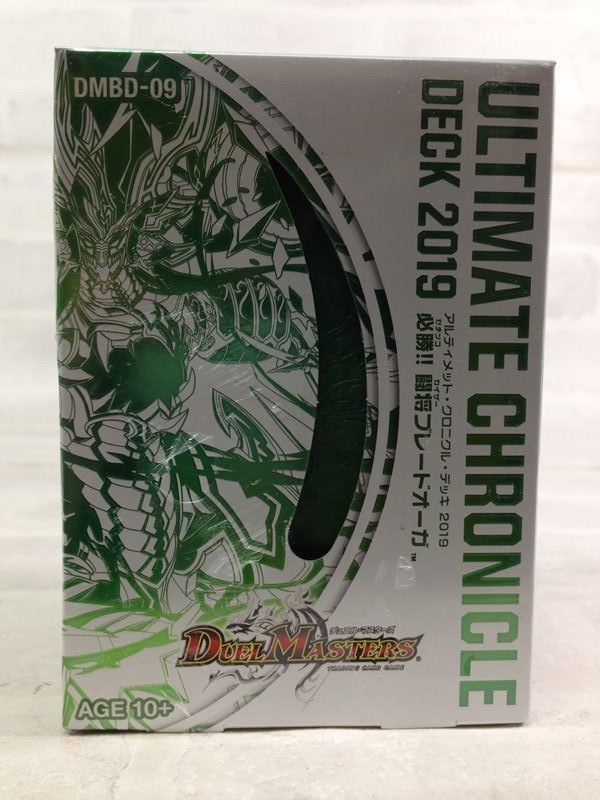 DMBD-09
ULTIMATE CHRONICLE
DECK 2019
アルティメット・クロニクル・デッキ 2019
必勝!! 闘将ブレードオーガ™
デュエル・マスターズ
DUEL MASTERS®
TRADING CARD GAME
AGE 10+